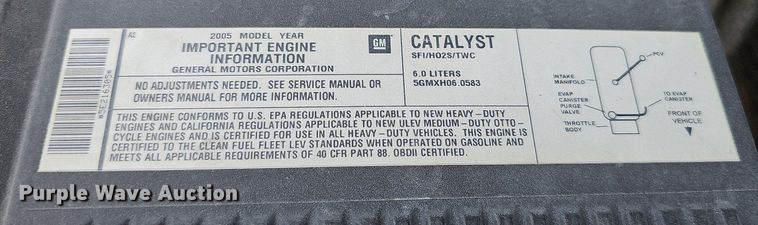 A2
*5E216305*
2005 MODEL YEAR
IMPORTANT ENGINE
INFORMATION
GENERAL MOTORS CORPORATION
GM
CATALYST
SFI/HO2S/TWC
6.0 LITERS
5GMXH06.0583
NO ADJUSTMENTS NEEDED. SEE SERVICE MANUAL OR
OWNERS MANUAL FOR MORE INFORMATION.
THIS ENGINE CONFORMS TO U.S. EPA REGULATIONS APPLICABLE TO NEW HEAVY-DUTY
ENGINES AND CALIFORNIA REGULATIONS APPLICABLE TO NEW ULEV MEDIUM-DUTY OTTO-
CYCLE ENGINES AND IS CERTIFIED FOR USE IN ALL HEAVY-DUTY VEHICLES. THIS ENGINE IS
CERTIFIED TO THE CLEAN FUEL FLEET LEV STANDARDS WHEN OPERATED ON GASOLINE AND
MEETS ALL APPLICABLE REQUIREMENTS OF 40 CFR PART 88. OBDII CERTIFIED.
PCV
INTAKE
MANIFOLD
EVAP
CANISTER
PURGE
VALVE
THROTTLE
BODY
TO EVAP
CANISTER
FRONT OF
VEHICLE
Purple Wave Auction